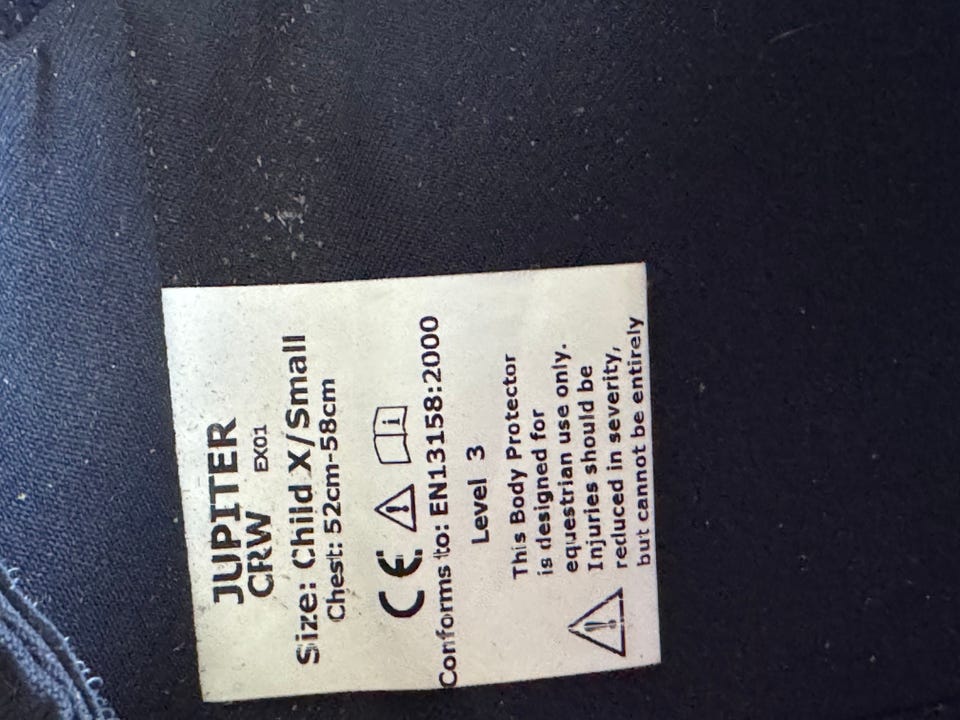 JUPITER
CRW EX01
Size: Child X/Small
Chest: 52cm-58cm
CE
Conforms to: EN13158:2000
Level 3
This Body Protector
is designed for
equestrian use only.
Injuries should be
reduced in severity,
but cannot be entirely